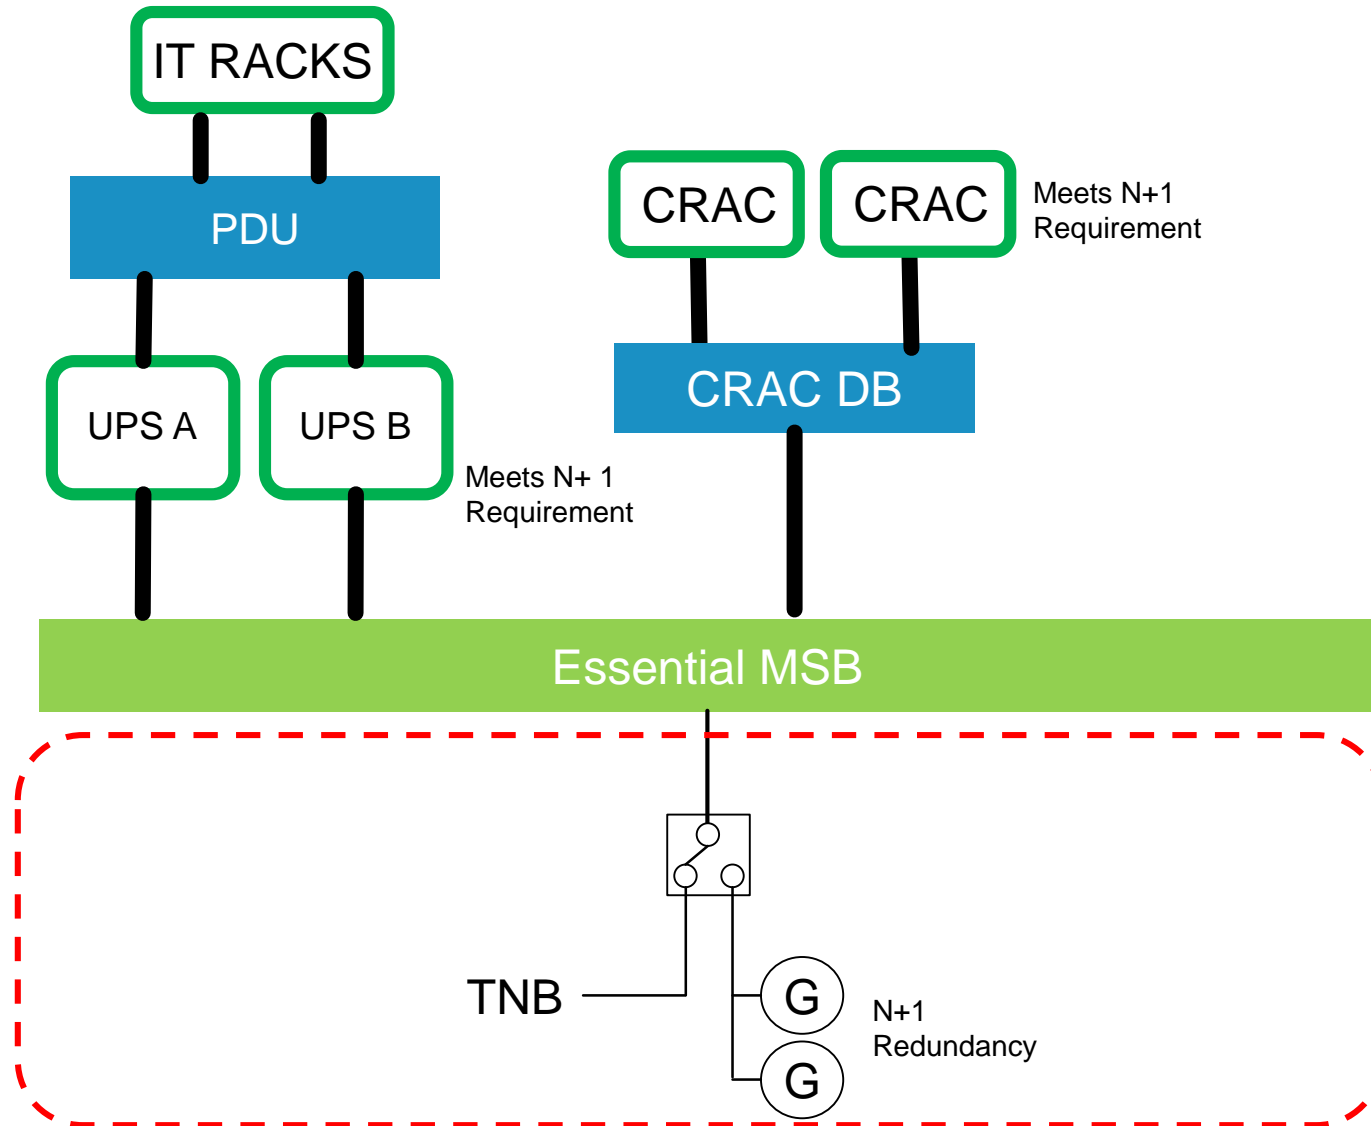 IT RACKS
PDU
CRAC
CRAC
Meets N+1
Requirement
UPS A
UPS B
CRAC DB
Meets N+ 1
Requirement
Essential MSB
TNB
G
N+1
Redundancy
G